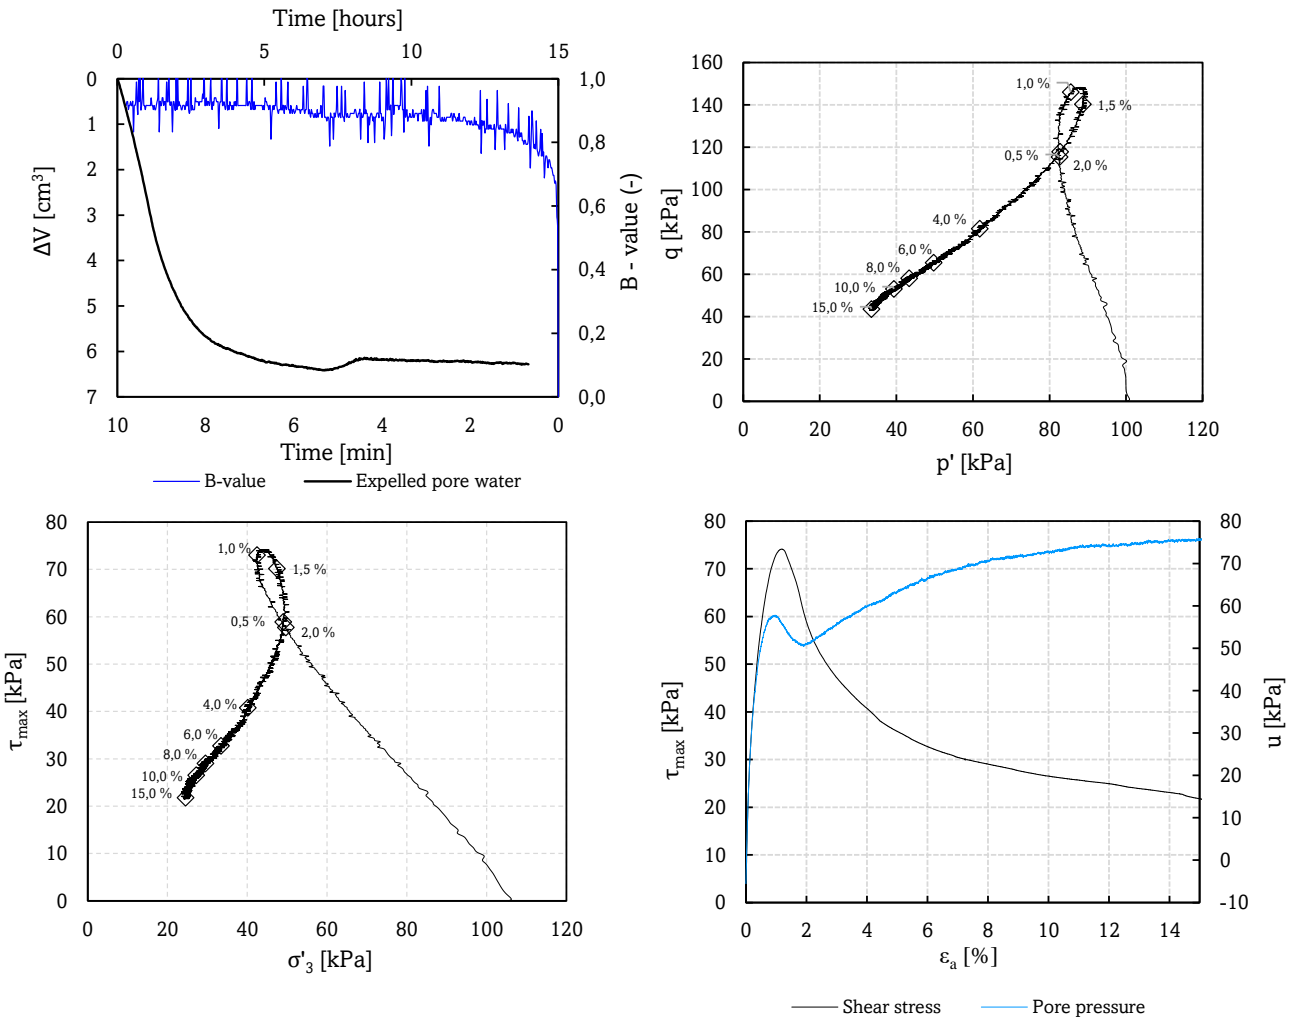 Time [hours]
0 5 10 15
0 1 2 3 4 5 6 7
ΔV [cm³]
1,0 0,8 0,6 0,4 0,2 0,0
B - value (-)
10 8 6 4 2 0
Time [min]
B-value Expelled pore water
160 140 120 100 80 60 40 20 0
q [kPa]
1,0 %
1,5 %
0,5 %
2,0 %
4,0 %
6,0 %
8,0 %
10,0 %
15,0 %
0 20 40 60 80 100 120
p' [kPa]
80 70 60 50 40 30 20 10 0
τmax [kPa]
1,0 %
1,5 %
0,5 %
2,0 %
4,0 %
6,0 %
8,0 %
10,0 %
15,0 %
0 20 40 60 80 100 120
σ'3 [kPa]
80 70 60 50 40 30 20 10 0
τmax [kPa]
80 70 60 50 40 30 20 10 0 -10
u [kPa]
0 2 4 6 8 10 12 14
εa [%]
Shear stress Pore pressure